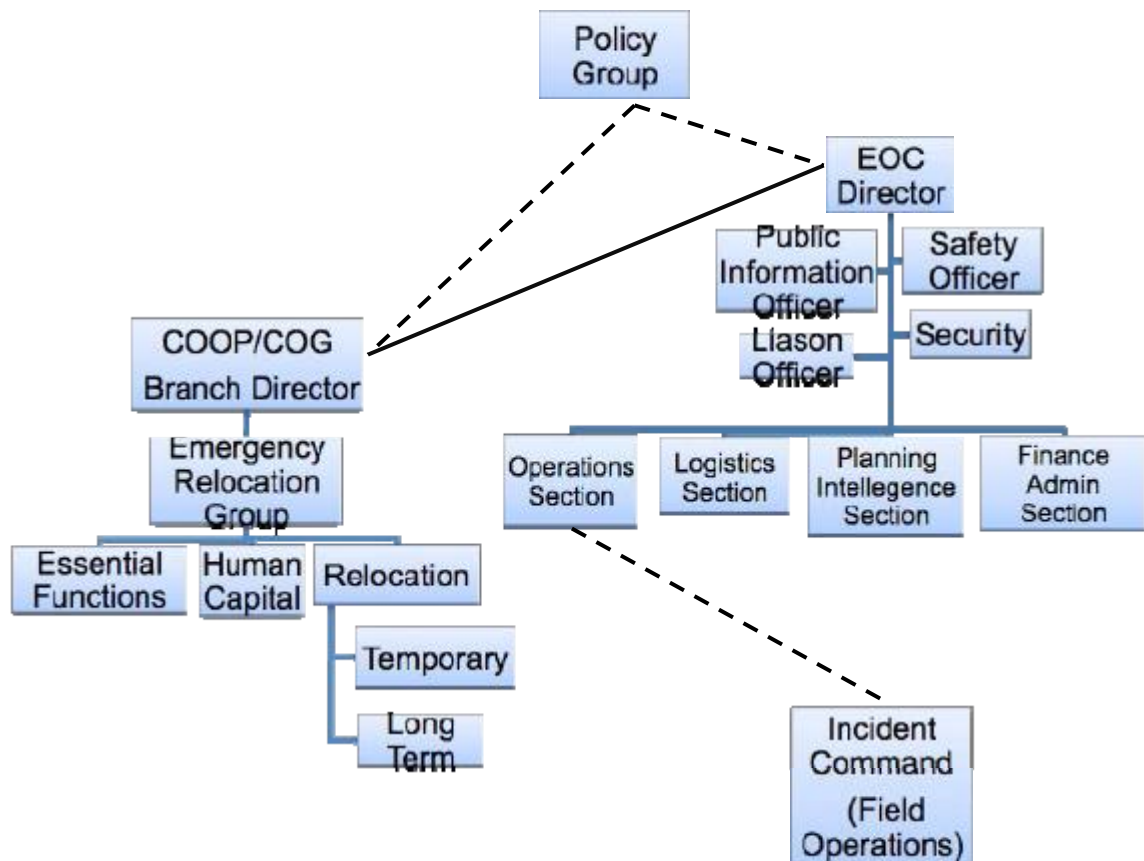 Policy
Group
EOC
Director
Public
Information
Officer
Safety
Officer
Liason
Officer
Security
COOP/COG
Branch Director
Emergency
Relocation
Group
Operations
Section
Logistics
Section
Planning
Intellegence
Section
Finance
Admin
Section
Essential
Functions
Human
Capital
Relocation
Temporary
Long
Term
Incident
Command
(Field
Operations)